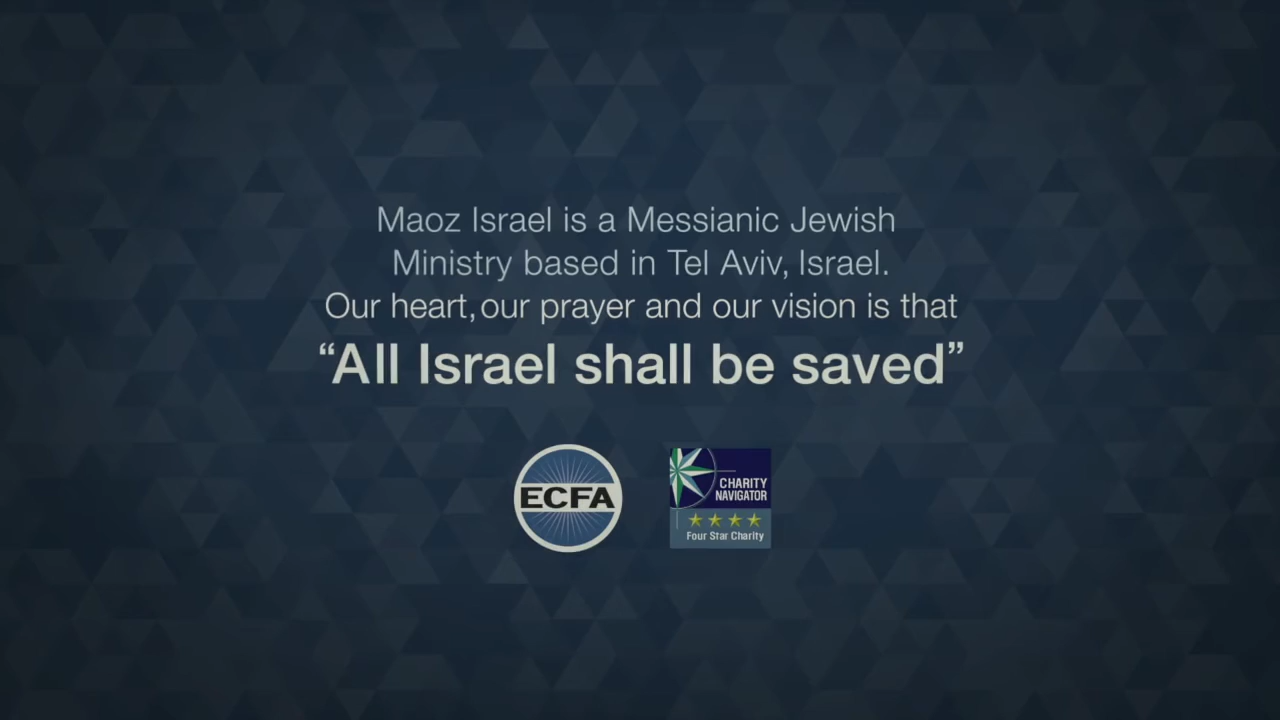 Maoz Israel is a Messianic Jewish
Ministry based in Tel Aviv, Israel.
Our heart, our prayer and our vision is that
“All Israel shall be saved”
ECFA
CHARITY
NAVIGATOR
Four Star Charity